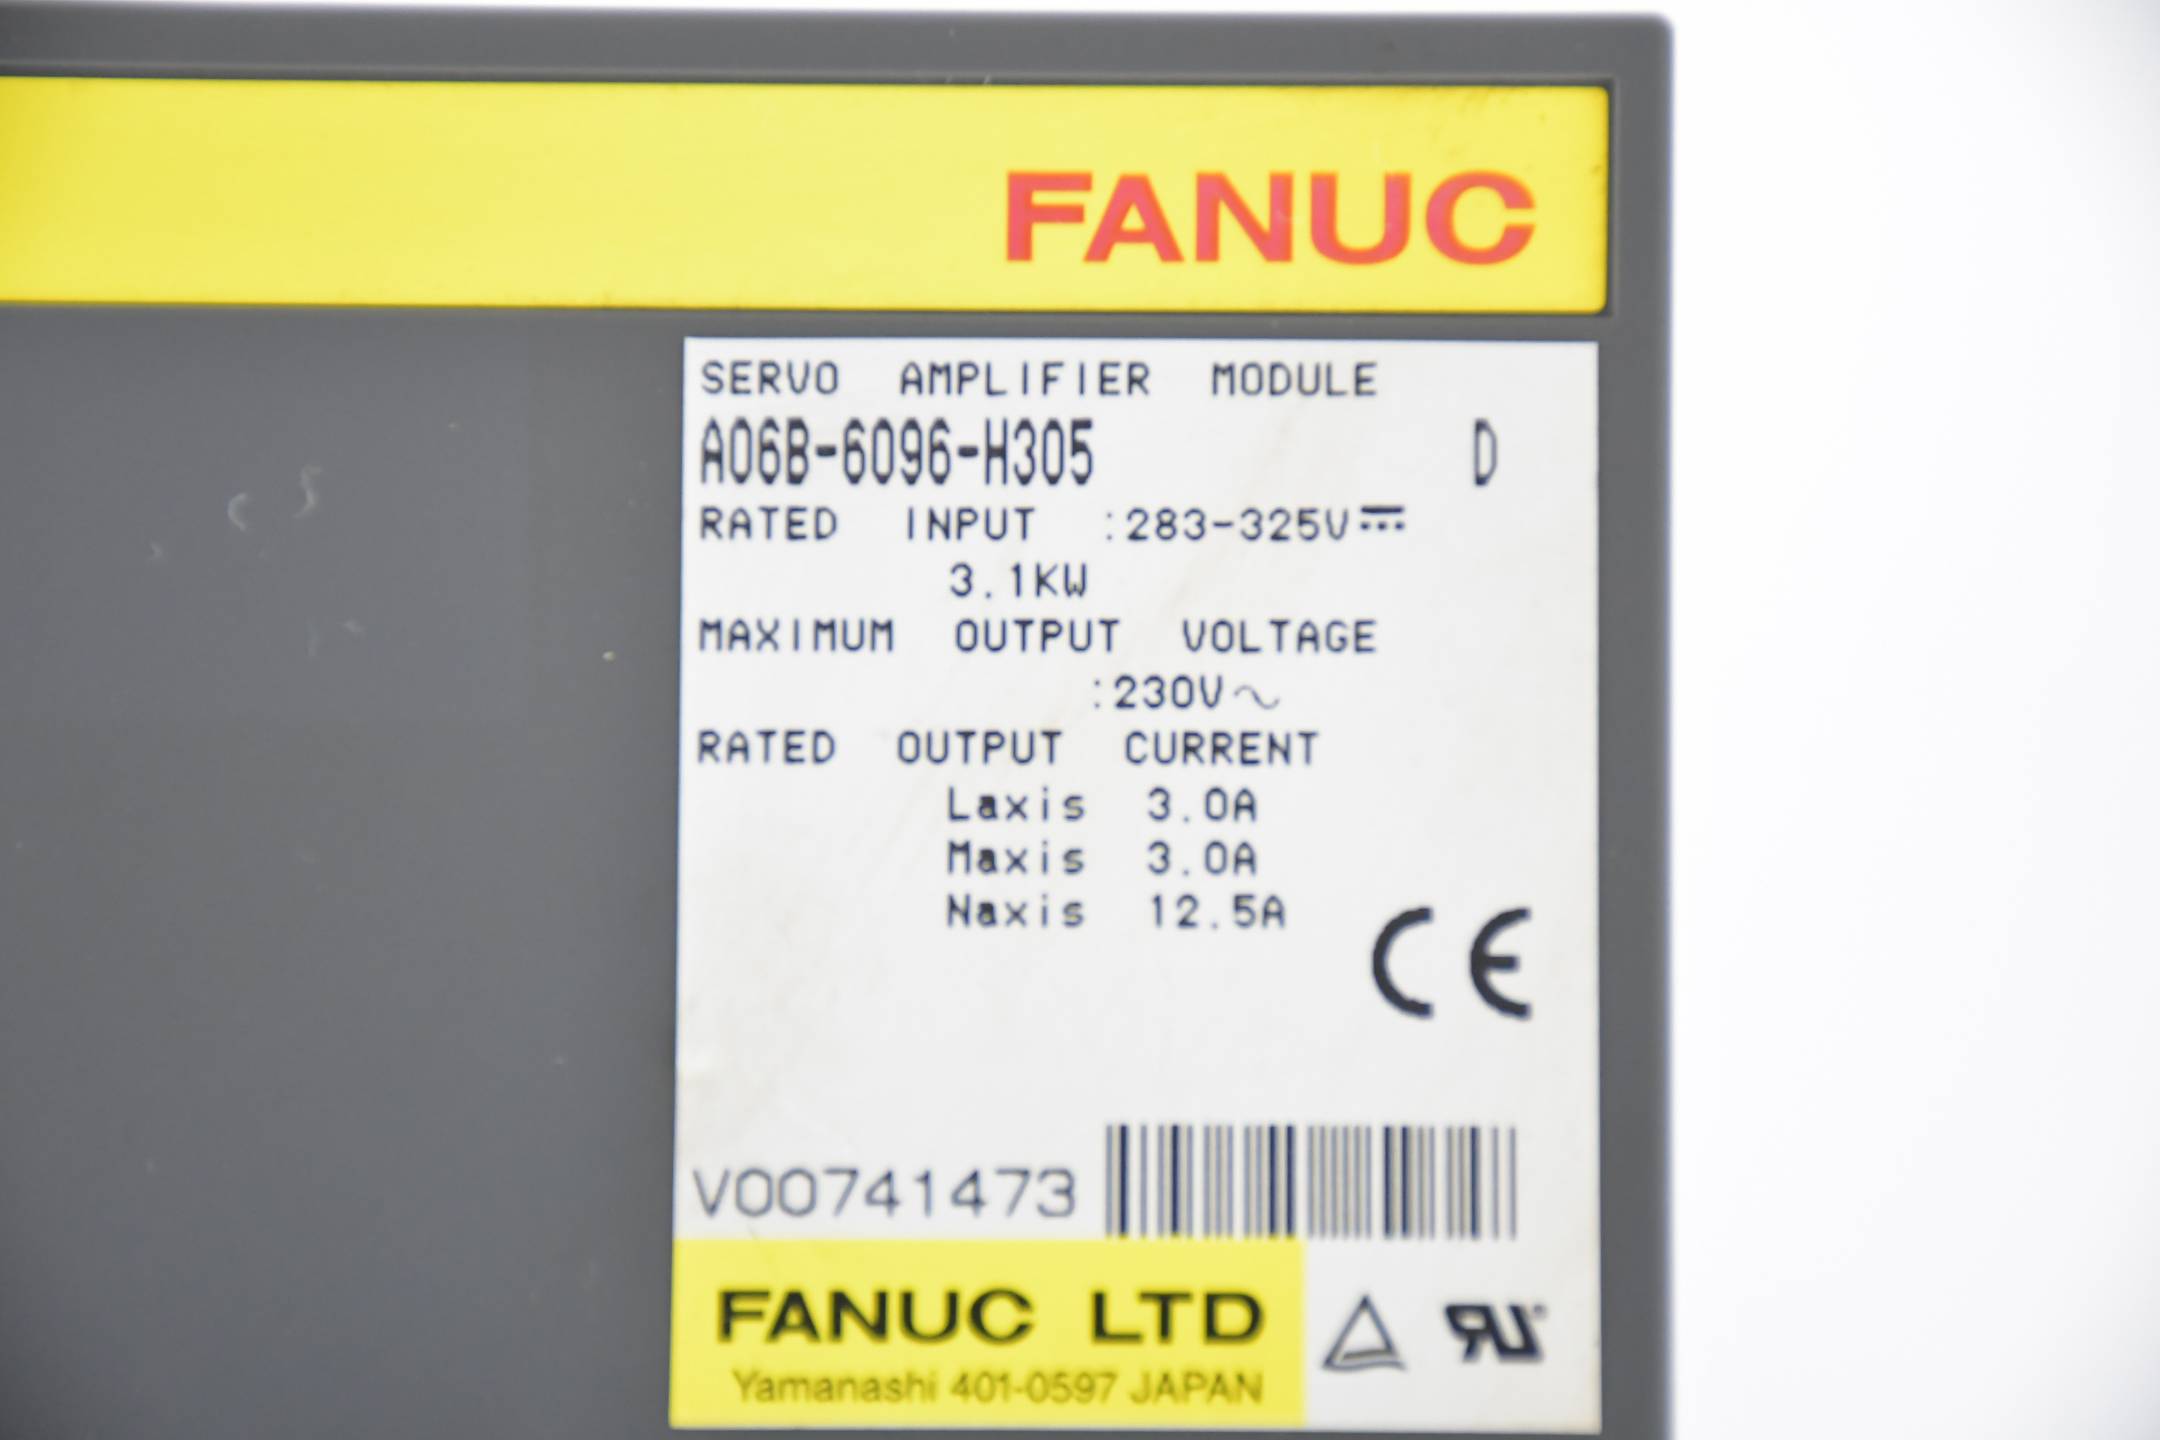 FANUC
SERVO AMPLIFIER MODULE
A06B-6096-H305 D
RATED INPUT :283-325V⎓
3.1KW
MAXIMUM OUTPUT VOLTAGE
:230V～
RATED OUTPUT CURRENT
Laxis 3.0A
Maxis 3.0A
Naxis 12.5A
CE
V00741473
FANUC LTD
Yamanashi 401-0597 JAPAN